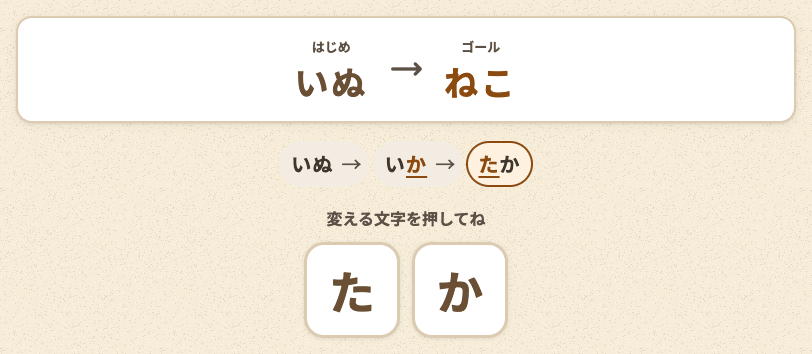 はじめ ゴール
いぬ → ねこ
いぬ → いか → たか
変える文字を押してね
た か